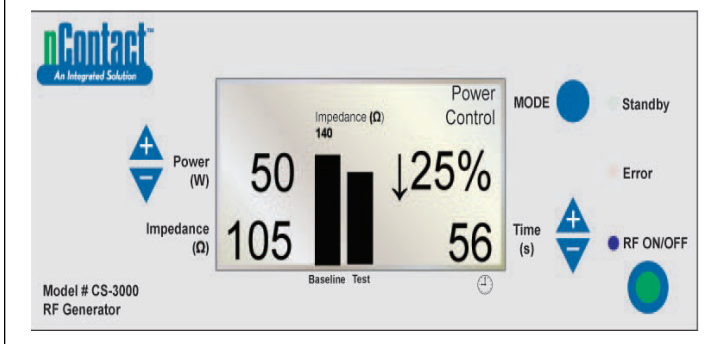 nContact™
An Integrated Solution
Power
Control
MODE
Standby
Impedance (Ω)
140
+
−
Power
(W)
50
↓25%
Error
Impedance
(Ω)
105
56
Time
(s)
+
−
RF ON/OFF
Baseline Test
Model # CS-3000
RF Generator